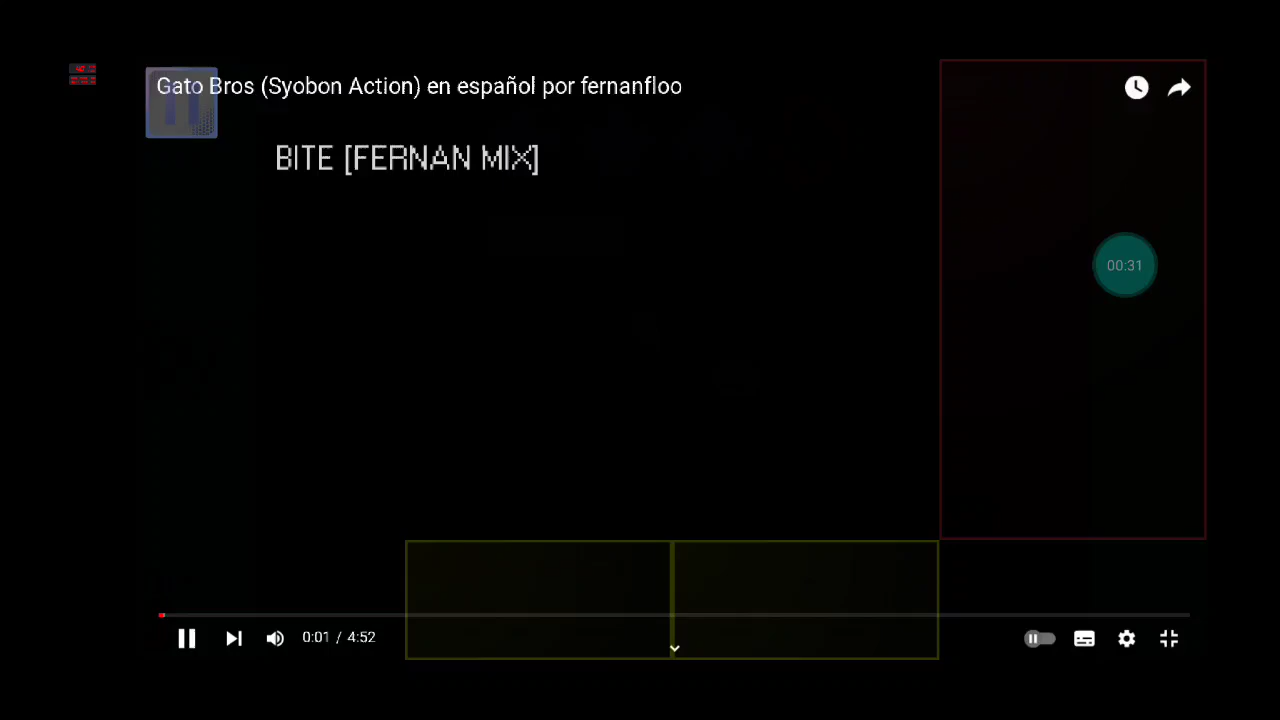 Gato Bros (Syobon Action) en español por fernanfloo
BITE [FERNAN MIX]
00:31
0:01 / 4:52